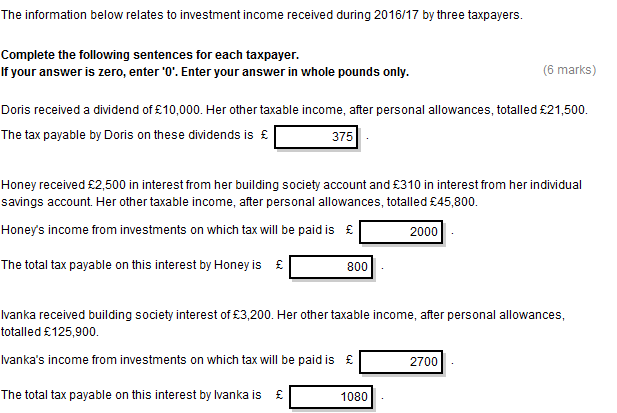 The information below relates to investment income received during 2016/17 by three taxpayers.
Complete the following sentences for each taxpayer.
If your answer is zero, enter '0'. Enter your answer in whole pounds only. (6 marks)
Doris received a dividend of £10,000. Her other taxable income, after personal allowances, totalled £21,500.
The tax payable by Doris on these dividends is £ 375 .
Honey received £2,500 in interest from her building society account and £310 in interest from her individual
savings account. Her other taxable income, after personal allowances, totalled £45,800.
Honey's income from investments on which tax will be paid is £ 2000 .
The total tax payable on this interest by Honey is £ 800 .
Ivanka received building society interest of £3,200. Her other taxable income, after personal allowances,
totalled £125,900.
Ivanka's income from investments on which tax will be paid is £ 2700 .
The total tax payable on this interest by Ivanka is £ 1080 .